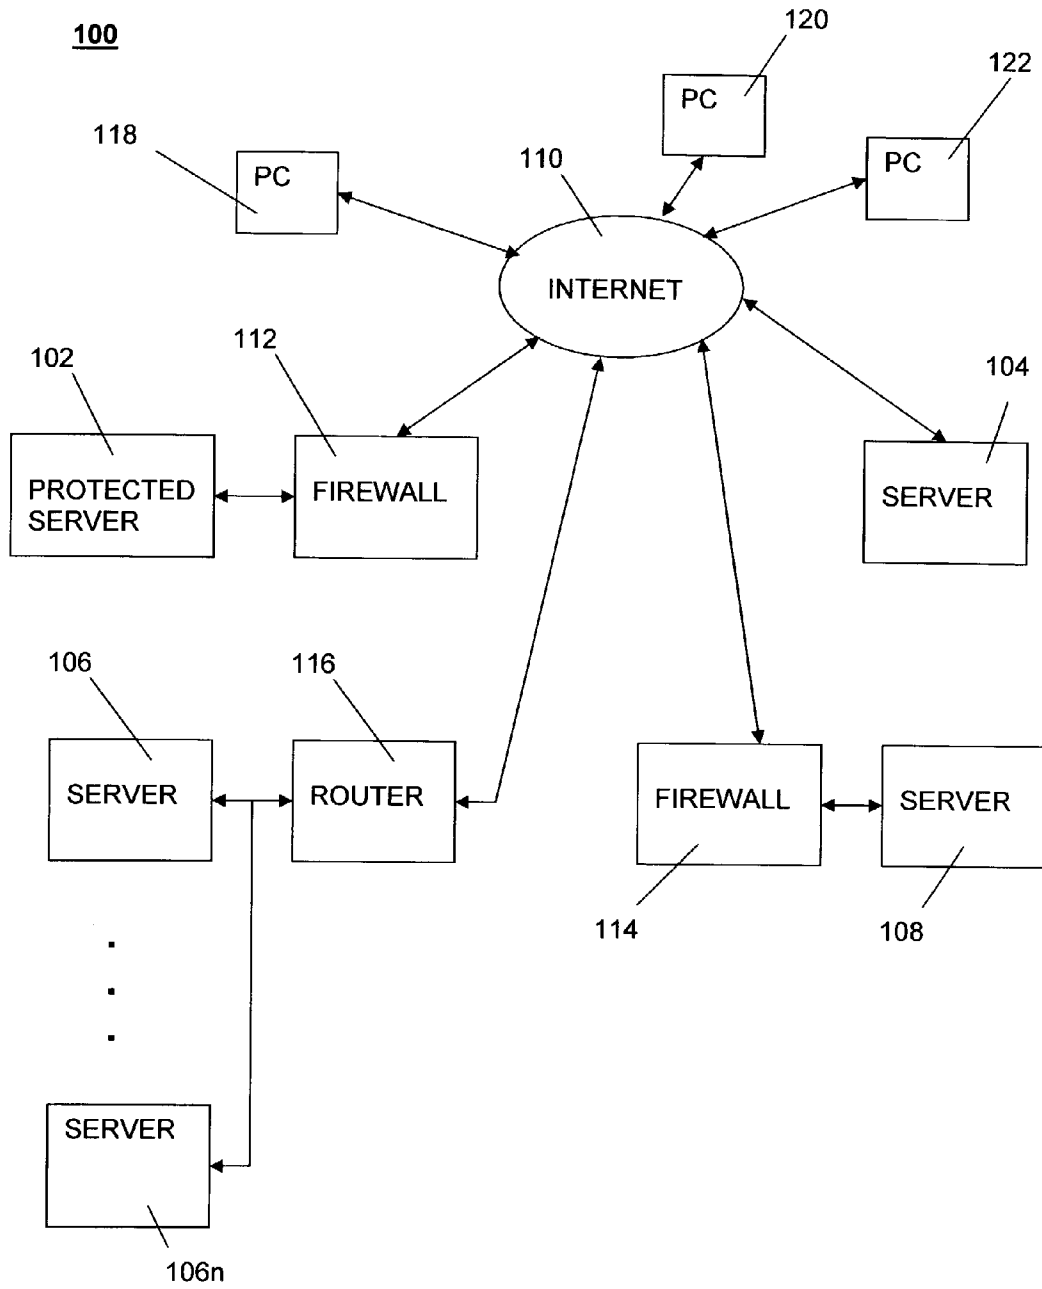 100
120
122
PC
118
110
PC
PC
INTERNET
112
102
104
PROTECTED
SERVER
FIREWALL
SERVER
106
116
SERVER
ROUTER
FIREWALL
SERVER
114
108
SERVER
106n